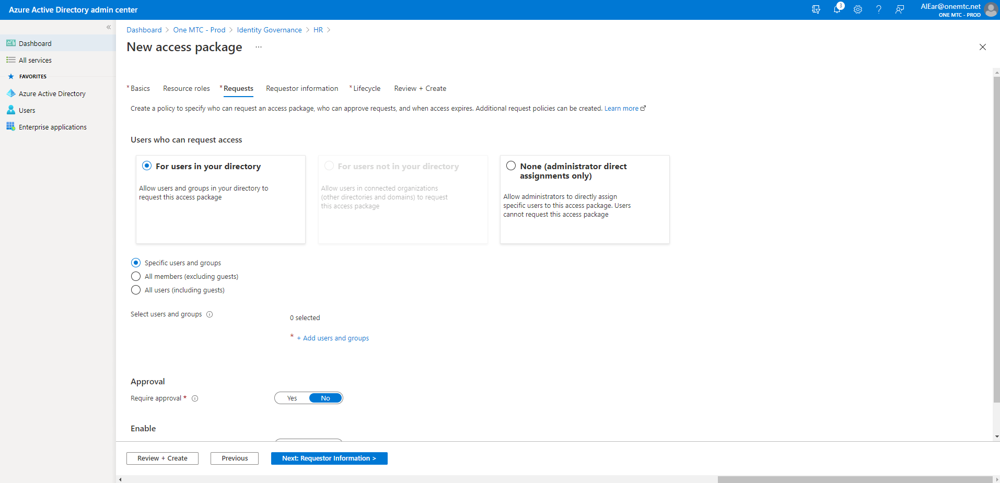 Azure Active Directory admin center
3
AlEar@onemtc.net
ONE MTC - PROD
«
Dashboard
All services
FAVORITES
Azure Active Directory
Users
Enterprise applications
Dashboard > One MTC - Prod > Identity Governance > HR >
New access package ...
* Basics Resource roles * Requests Requestor information * Lifecycle Review + Create
Create a policy to specify who can request an access package, who can approve requests, and when access expires. Additional request policies can be created. Learn more
Users who can request access
For users in your directory
Allow users and groups in your directory to
request this access package
For users not in your directory
Allow users in connected organizations
(other directories and domains) to request
this access package
None (administrator direct
assignments only)
Allow administrators to directly assign
specific users to this access package. Users
cannot request this access package
Specific users and groups
All members (excluding guests)
All users (including guests)
Select users and groups
0 selected
* + Add users and groups
Approval
Require approval *
Yes No
Enable
Review + Create Previous Next: Requestor Information >